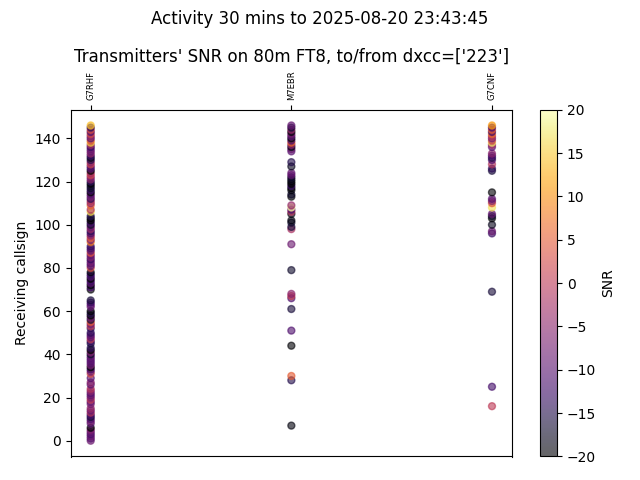 Activity 30 mins to 2025-08-20 23:43:45
Transmitters' SNR on 80m FT8, to/from dxcc=['223']
G7RHF
M7EBR
G7CNF
140
120
100
80
60
40
20
0
Receiving callsign
20
15
10
5
0
−5
−10
−15
−20
SNR